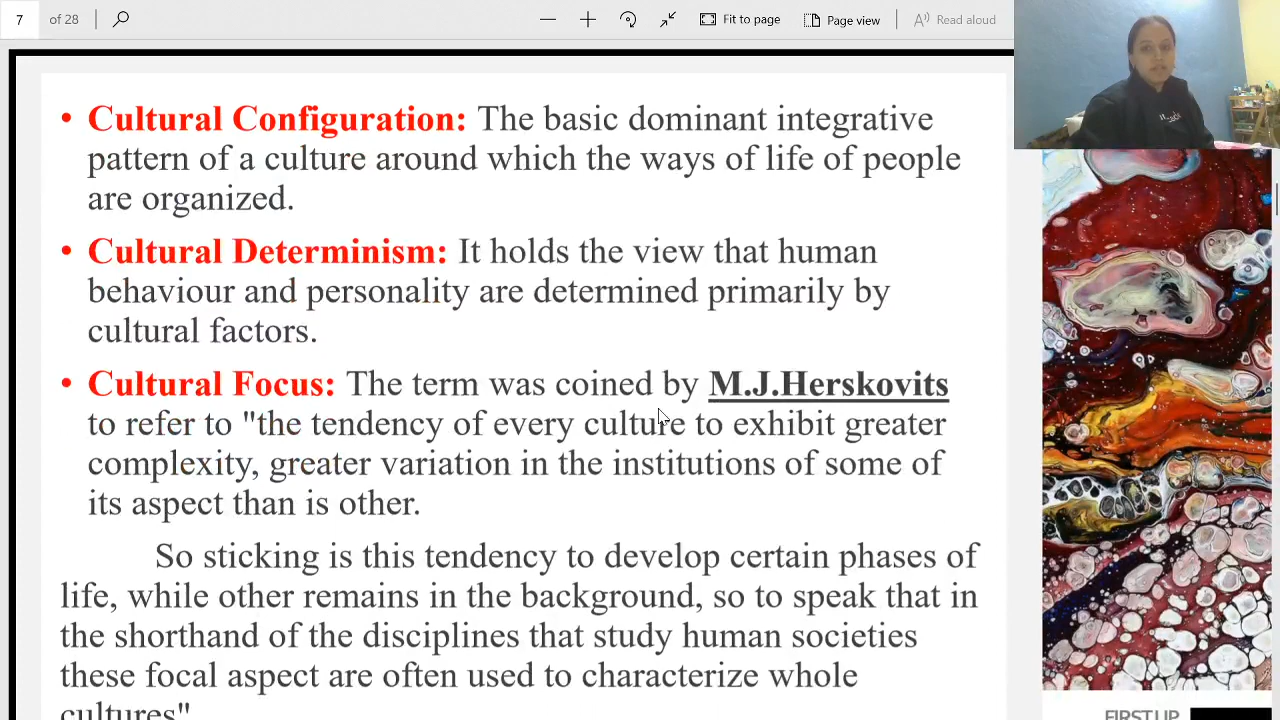 7 of 28 Fit to page Page view Read aloud
• Cultural Configuration: The basic dominant integrative
pattern of a culture around which the ways of life of people
are organized.
• Cultural Determinism: It holds the view that human
behaviour and personality are determined primarily by
cultural factors.
• Cultural Focus: The term was coined by M.J.Herskovits
to refer to "the tendency of every culture to exhibit greater
complexity, greater variation in the institutions of some of
its aspect than is other.
So sticking is this tendency to develop certain phases of
life, while other remains in the background, so to speak that in
the shorthand of the disciplines that study human societies
these focal aspect are often used to characterize whole
cultures"
FIRSTUP